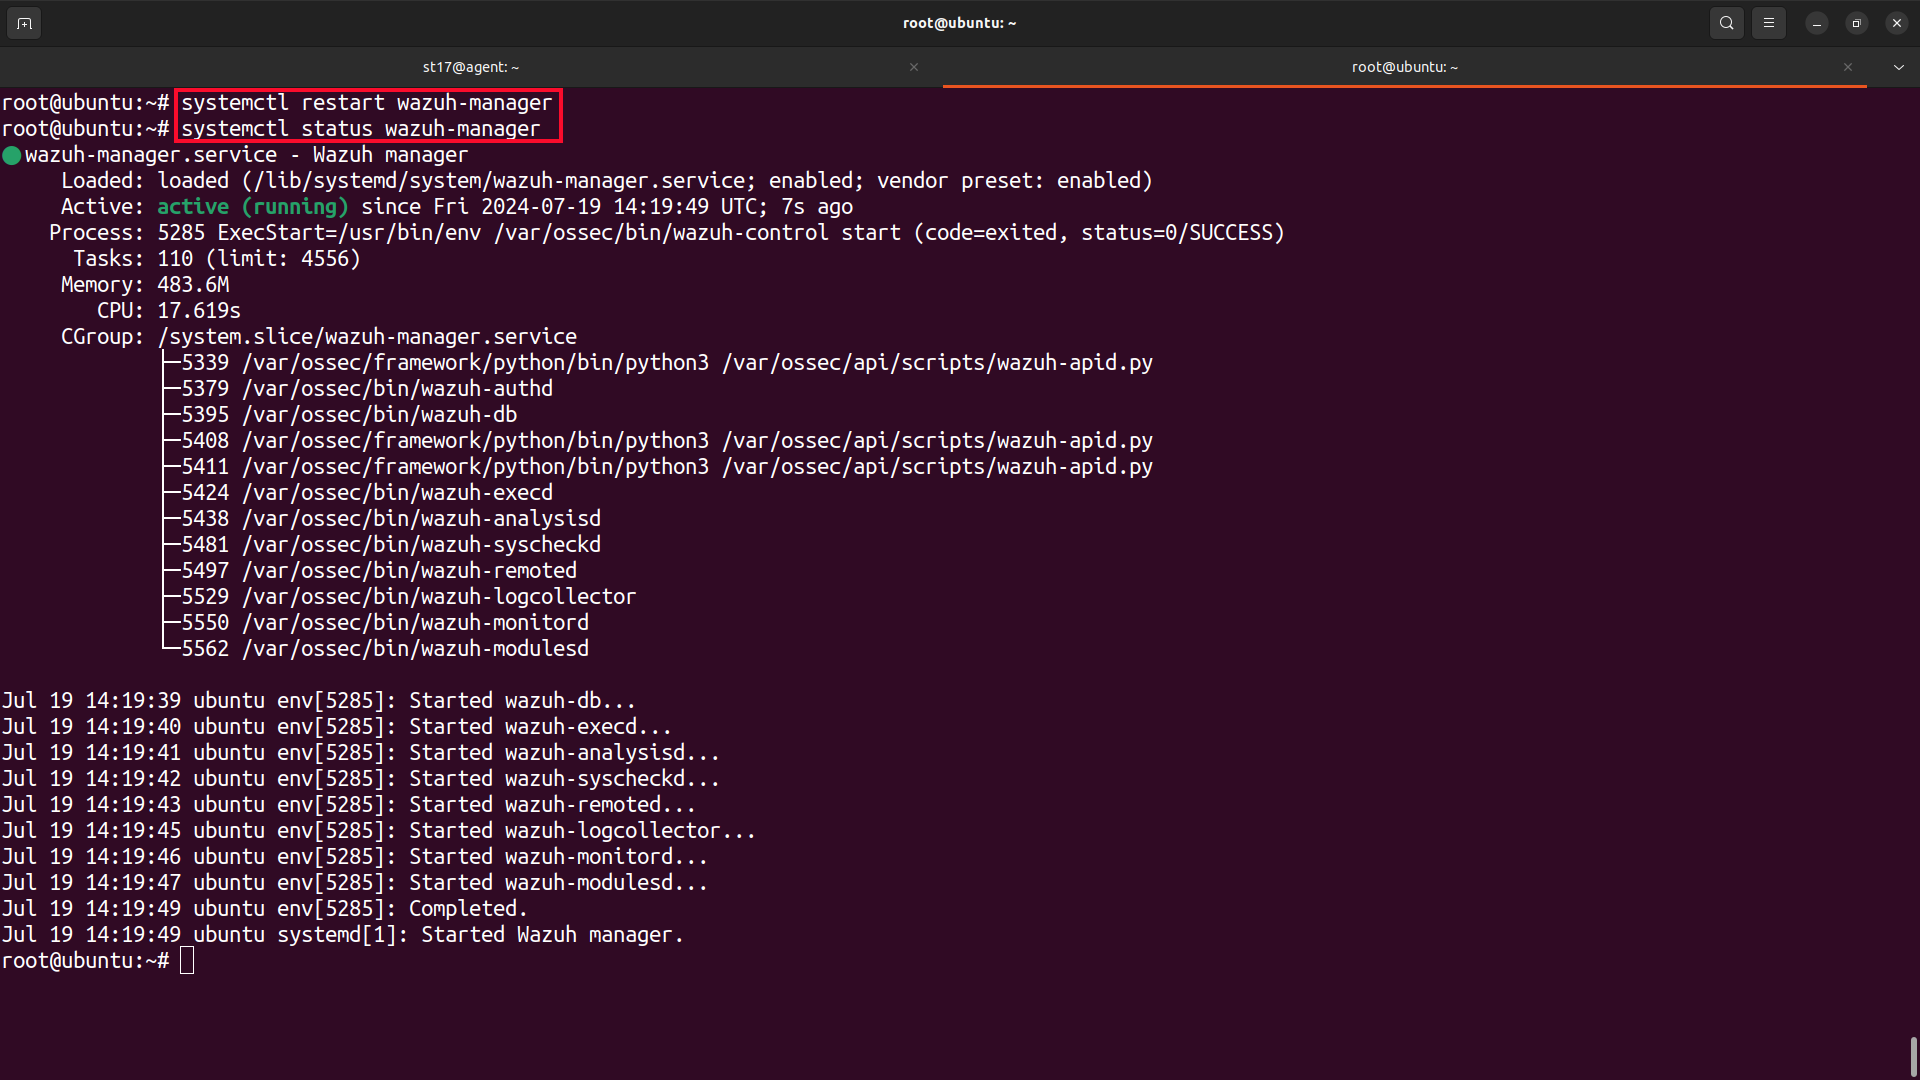 root@ubuntu: ~
st17@agent: ~
root@ubuntu: ~
root@ubuntu:~# systemctl restart wazuh-manager
root@ubuntu:~# systemctl status wazuh-manager
● wazuh-manager.service - Wazuh manager
     Loaded: loaded (/lib/systemd/system/wazuh-manager.service; enabled; vendor preset: enabled)
     Active: active (running) since Fri 2024-07-19 14:19:49 UTC; 7s ago
    Process: 5285 ExecStart=/usr/bin/env /var/ossec/bin/wazuh-control start (code=exited, status=0/SUCCESS)
      Tasks: 110 (limit: 4556)
     Memory: 483.6M
        CPU: 17.619s
     CGroup: /system.slice/wazuh-manager.service
             ├─5339 /var/ossec/framework/python/bin/python3 /var/ossec/api/scripts/wazuh-apid.py
             ├─5379 /var/ossec/bin/wazuh-authd
             ├─5395 /var/ossec/bin/wazuh-db
             ├─5408 /var/ossec/framework/python/bin/python3 /var/ossec/api/scripts/wazuh-apid.py
             ├─5411 /var/ossec/framework/python/bin/python3 /var/ossec/api/scripts/wazuh-apid.py
             ├─5424 /var/ossec/bin/wazuh-execd
             ├─5438 /var/ossec/bin/wazuh-analysisd
             ├─5481 /var/ossec/bin/wazuh-syscheckd
             ├─5497 /var/ossec/bin/wazuh-remoted
             ├─5529 /var/ossec/bin/wazuh-logcollector
             ├─5550 /var/ossec/bin/wazuh-monitord
             └─5562 /var/ossec/bin/wazuh-modulesd
Jul 19 14:19:39 ubuntu env[5285]: Started wazuh-db...
Jul 19 14:19:40 ubuntu env[5285]: Started wazuh-execd...
Jul 19 14:19:41 ubuntu env[5285]: Started wazuh-analysisd...
Jul 19 14:19:42 ubuntu env[5285]: Started wazuh-syscheckd...
Jul 19 14:19:43 ubuntu env[5285]: Started wazuh-remoted...
Jul 19 14:19:45 ubuntu env[5285]: Started wazuh-logcollector...
Jul 19 14:19:46 ubuntu env[5285]: Started wazuh-monitord...
Jul 19 14:19:47 ubuntu env[5285]: Started wazuh-modulesd...
Jul 19 14:19:49 ubuntu env[5285]: Completed.
Jul 19 14:19:49 ubuntu systemd[1]: Started Wazuh manager.
root@ubuntu:~#